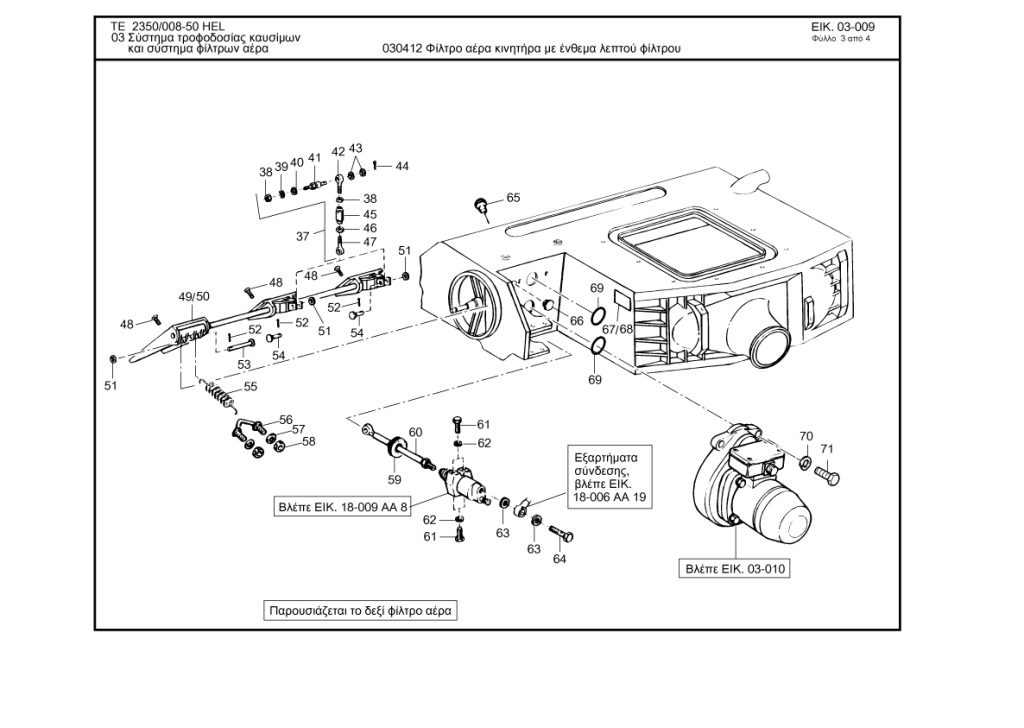 ΤΕ 2350/008-50 HEL
03 Σύστημα τροφοδοσίας καυσίμων
και σύστημα φίλτρων αέρα
030412 Φίλτρο αέρα κινητήρα με ένθεμα λεπτού φίλτρου
ΕΙΚ. 03-009
Φύλλο 3 από 4
38 39 40 41 42 43 44
38
45
46
47
37
65
51
48
48
49/50
48
52
52
52
51
54
54
53
51
55
56
57
58
69
66
67/68
69
61
62
60
59
Εξαρτήματα
σύνδεσης,
βλέπε ΕΙΚ.
18-006 ΑΑ 19
Βλέπε ΕΙΚ. 18-009 ΑΑ 8
62
61
63
63
64
70
71
Βλέπε ΕΙΚ. 03-010
Παρουσιάζεται το δεξί φίλτρο αέρα